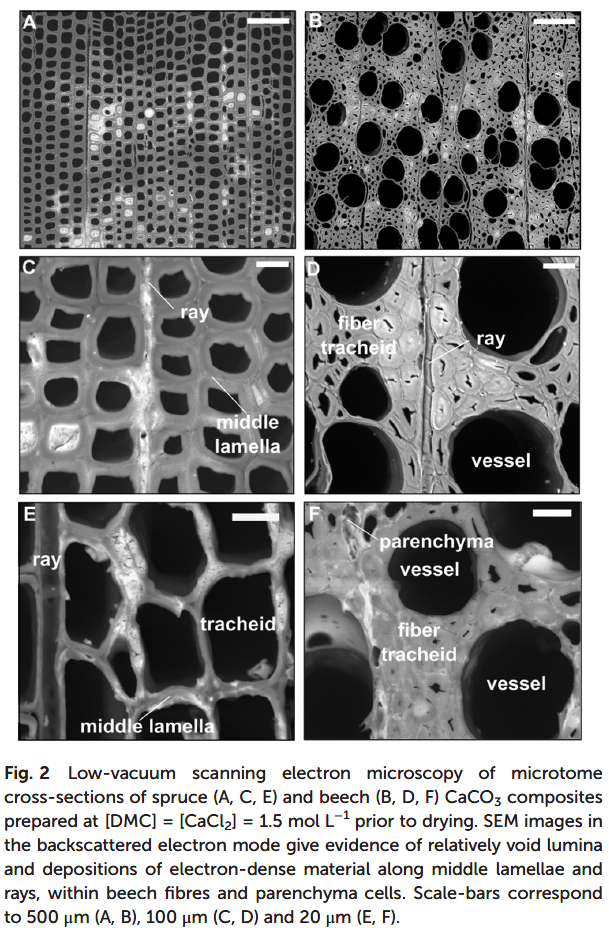 A
B
C
ray
middle
lamella
D
fiber
tracheid
ray
vessel
E
ray
tracheid
middle lamella
F
parenchyma
vessel
fiber
tracheid
vessel
Fig. 2 Low-vacuum scanning electron microscopy of microtome
cross-sections of spruce (A, C, E) and beech (B, D, F) CaCO₃ composites
prepared at [DMC] = [CaCl₂] = 1.5 mol L⁻¹ prior to drying. SEM images in
the backscattered electron mode give evidence of relatively void lumina
and depositions of electron-dense material along middle lamellae and
rays, within beech fibres and parenchyma cells. Scale-bars correspond
to 500 μm (A, B), 100 μm (C, D) and 20 μm (E, F).